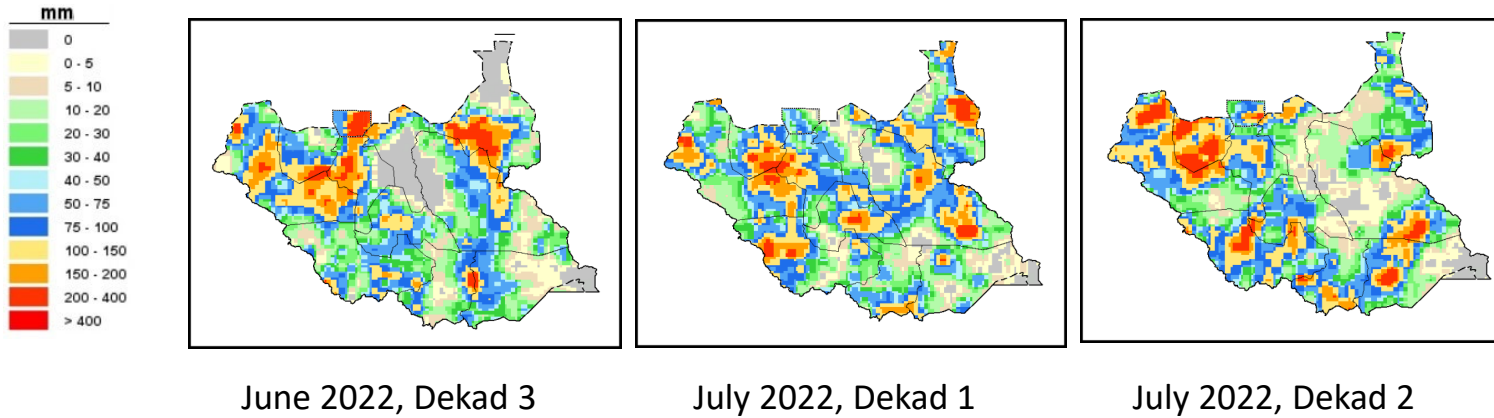 mm
0
0 - 5
5 - 10
10 - 20
20 - 30
30 - 40
40 - 50
50 - 75
75 - 100
100 - 150
150 - 200
200 - 400
> 400
June 2022, Dekad 3
July 2022, Dekad 1
July 2022, Dekad 2